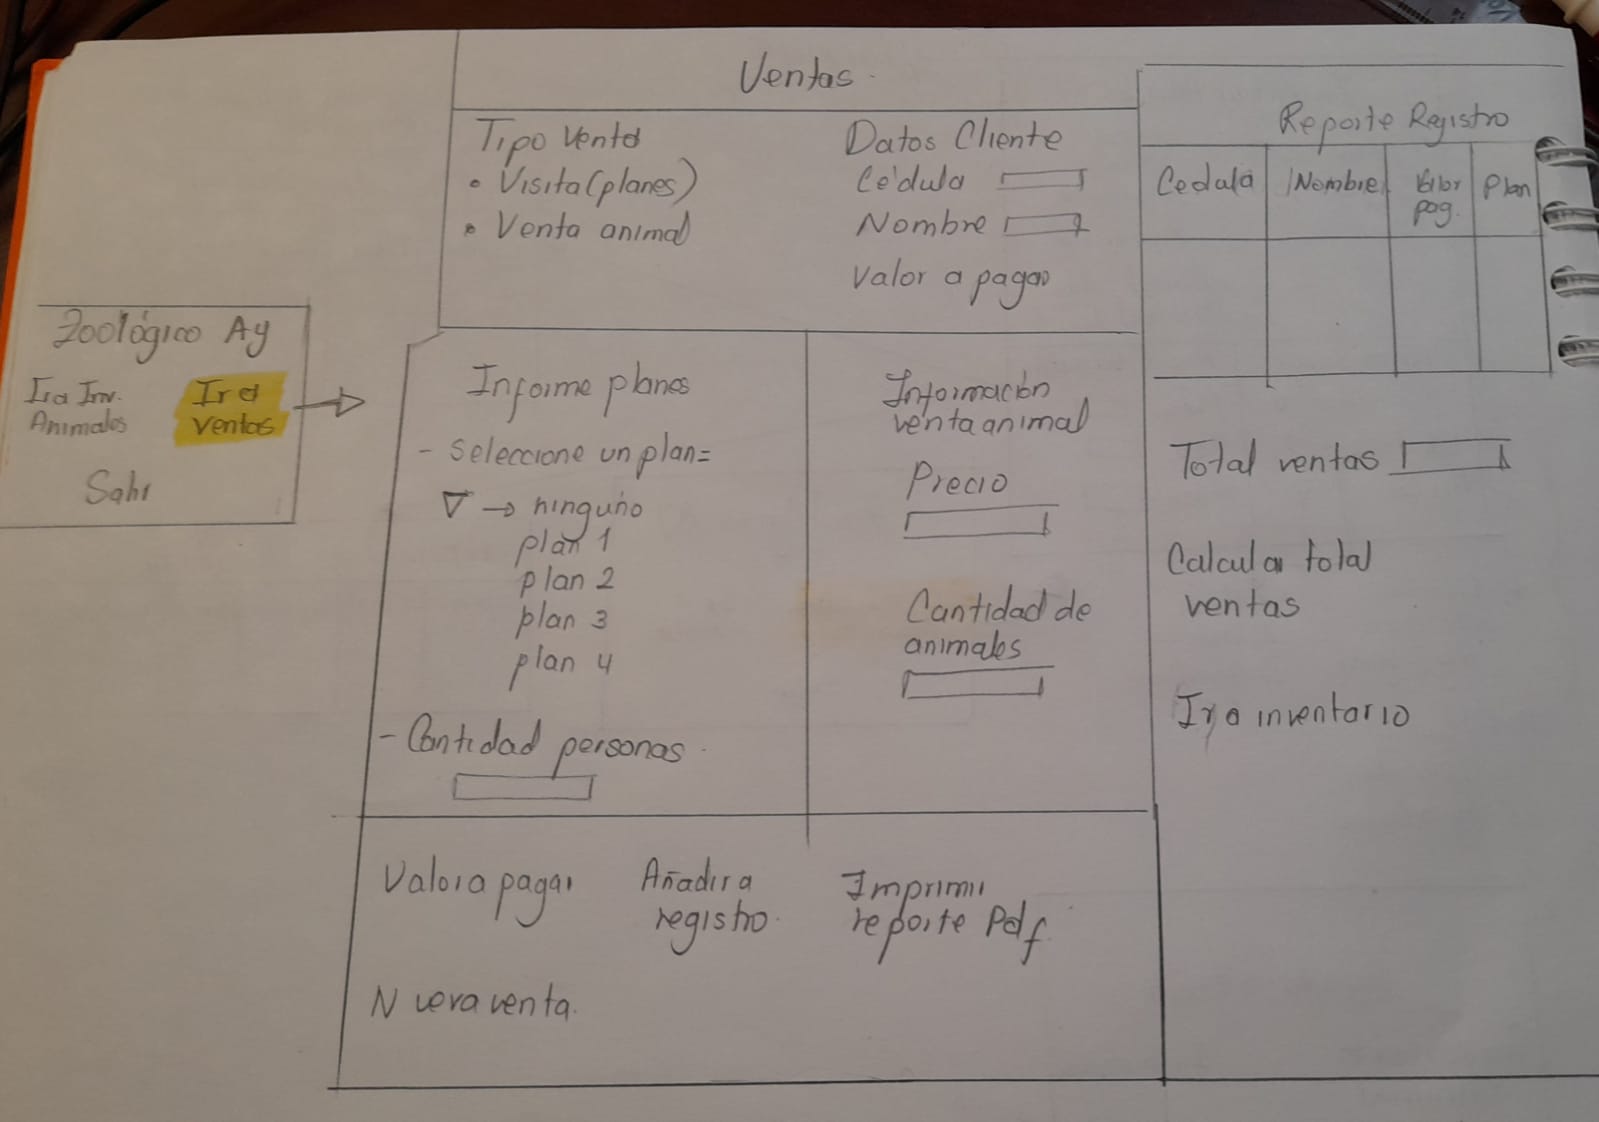 Zoológico Ay
Ir a Inv. Animales
Ir a ventas
Salir
Ventas
Tipo Venta
• Visita (planes)
• Venta animal
Datos Cliente
Cédula
Nombre
Valor a pagar
Informe planes
- Seleccione un plan=
→ ninguno
plan 1
plan 2
plan 3
plan 4
- Cantidad personas
Información
venta animal
Precio
Cantidad de
animales
Valor a pagar
Añadir a
registro
Imprimir
reporte Pdf
Nueva venta.
Reporte Registro
Cedula Nombre Valor pag. Plan
Total ventas
Calcular total
ventas
Ir a inventario